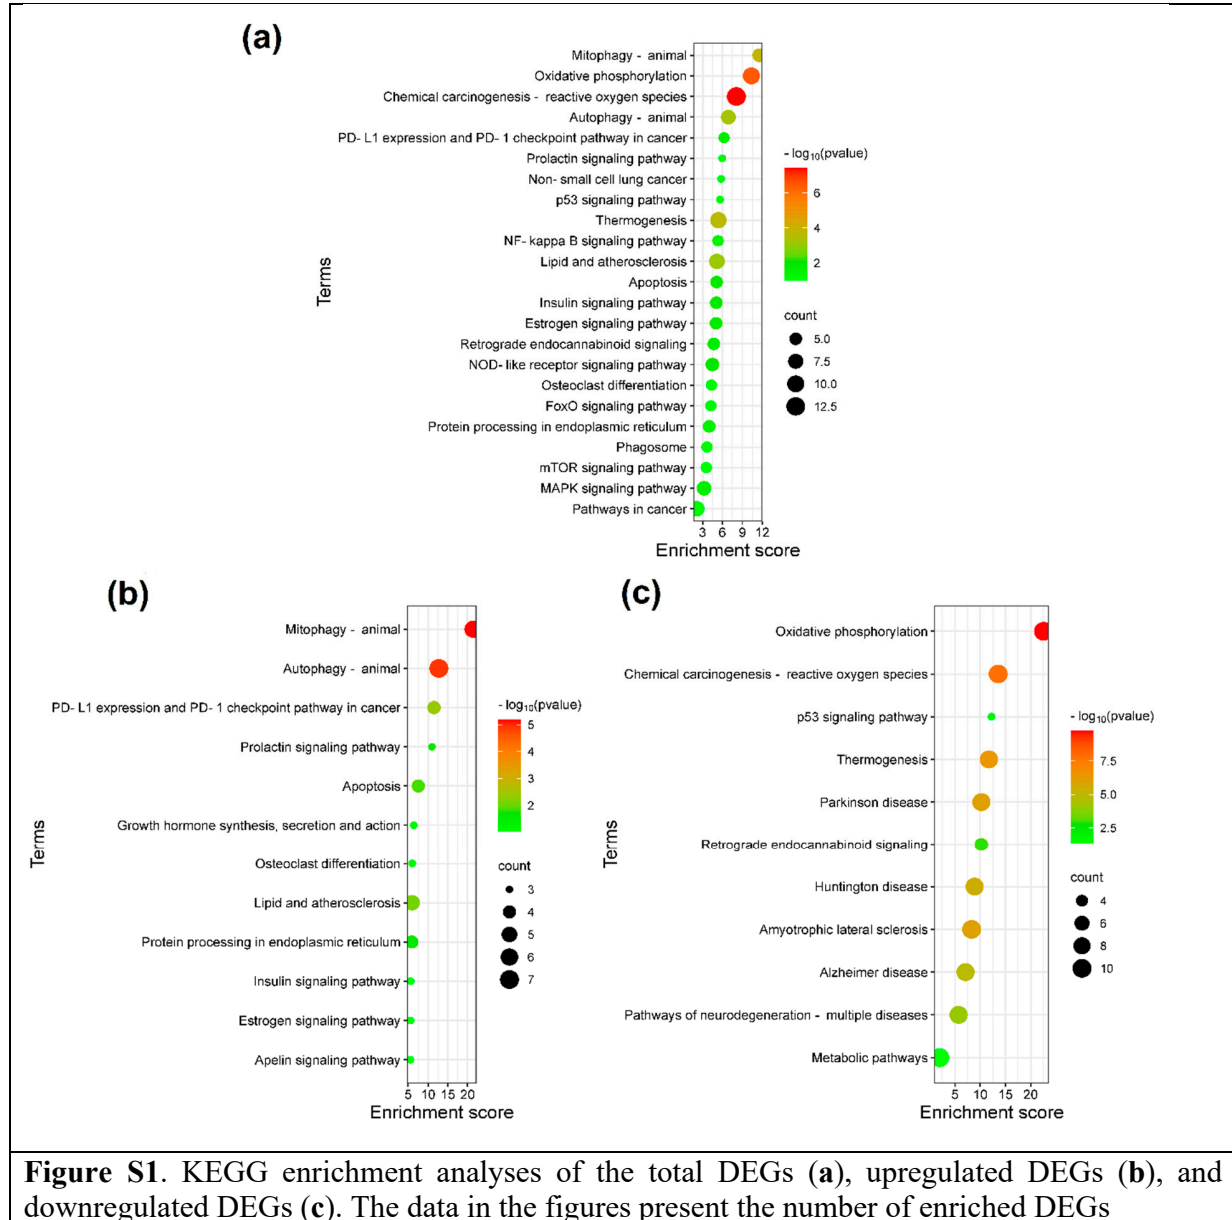 (a)
Mitophagy - animal
Oxidative phosphorylation
Chemical carcinogenesis - reactive oxygen species
Autophagy - animal
PD- L1 expression and PD- 1 checkpoint pathway in cancer
Prolactin signaling pathway
Non- small cell lung cancer
p53 signaling pathway
Thermogenesis
NF- kappa B signaling pathway
Lipid and atherosclerosis
Apoptosis
Insulin signaling pathway
Estrogen signaling pathway
Retrograde endocannabinoid signaling
NOD- like receptor signaling pathway
Osteoclast differentiation
FoxO signaling pathway
Protein processing in endoplasmic reticulum
Phagosome
mTOR signaling pathway
MAPK signaling pathway
Pathways in cancer
Terms
3 6 9 12
Enrichment score
- log10(pvalue)
6
4
2
count
5.0
7.5
10.0
12.5
(b)
Mitophagy - animal
Autophagy - animal
PD- L1 expression and PD- 1 checkpoint pathway in cancer
Prolactin signaling pathway
Apoptosis
Growth hormone synthesis, secretion and action
Osteoclast differentiation
Lipid and atherosclerosis
Protein processing in endoplasmic reticulum
Insulin signaling pathway
Estrogen signaling pathway
Apelin signaling pathway
Terms
5 10 15 20
Enrichment score
- log10(pvalue)
5
4
3
2
count
3
4
5
6
7
(c)
Oxidative phosphorylation
Chemical carcinogenesis - reactive oxygen species
p53 signaling pathway
Thermogenesis
Parkinson disease
Retrograde endocannabinoid signaling
Huntington disease
Amyotrophic lateral sclerosis
Alzheimer disease
Pathways of neurodegeneration - multiple diseases
Metabolic pathways
Terms
5 10 15 20
Enrichment score
- log10(pvalue)
7.5
5.0
2.5
count
4
6
8
10
Figure S1. KEGG enrichment analyses of the total DEGs (a), upregulated DEGs (b), and
downregulated DEGs (c). The data in the figures present the number of enriched DEGs